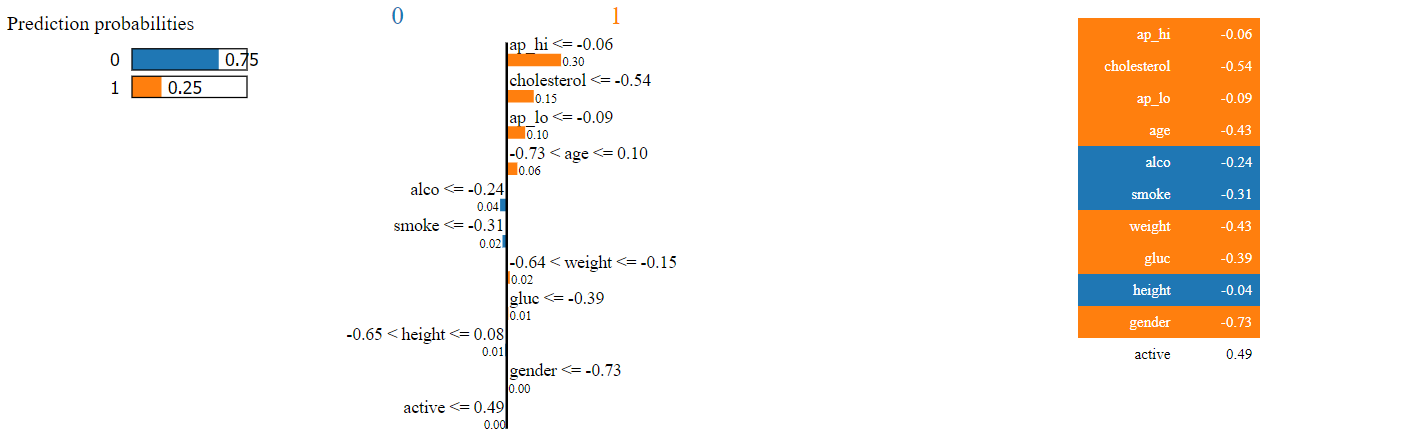 Prediction probabilities
0 0.75
1 0.25
0 1
ap_hi <= -0.06
0.30
cholesterol <= -0.54
0.15
ap_lo <= -0.09
0.10
-0.73 < age <= 0.10
0.06
alco <= -0.24
0.04
smoke <= -0.31
0.02
-0.64 < weight <= -0.15
0.02
gluc <= -0.39
0.01
-0.65 < height <= 0.08
0.01
gender <= -0.73
0.00
active <= 0.49
0.00
ap_hi -0.06
cholesterol -0.54
ap_lo -0.09
age -0.43
alco -0.24
smoke -0.31
weight -0.43
gluc -0.39
height -0.04
gender -0.73
active 0.49